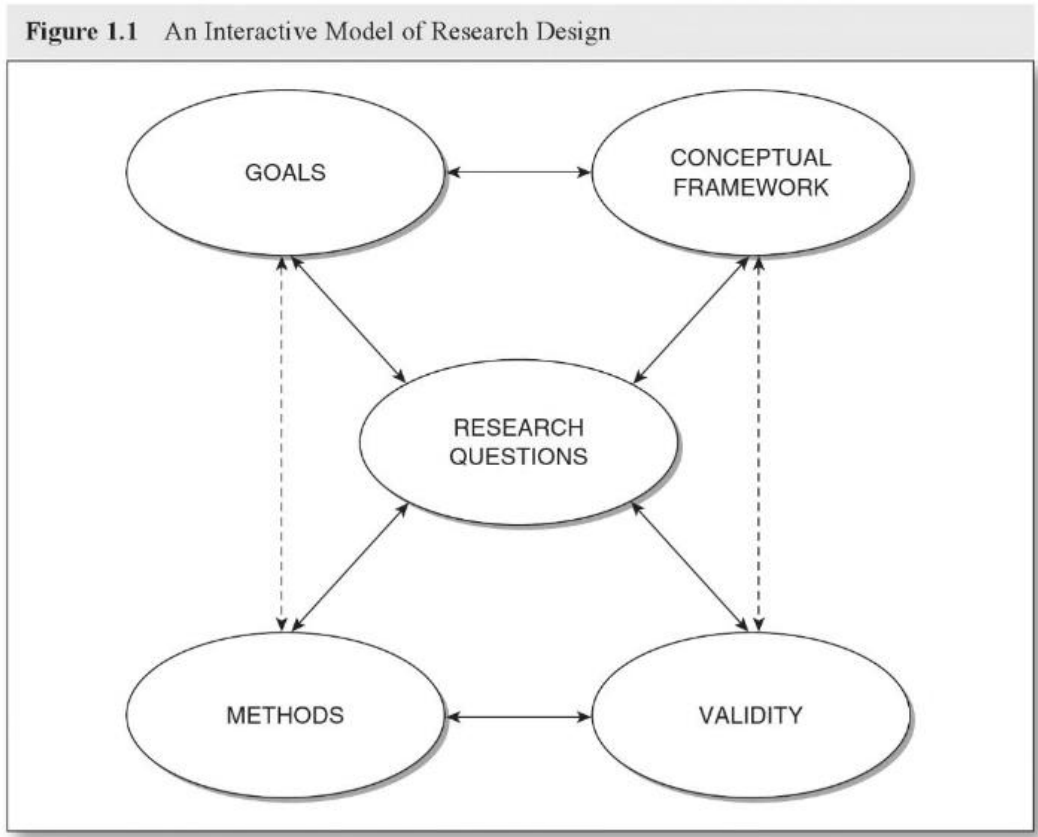 Figure 1.1 An Interactive Model of Research Design
GOALS
CONCEPTUAL
FRAMEWORK
RESEARCH
QUESTIONS
METHODS
VALIDITY